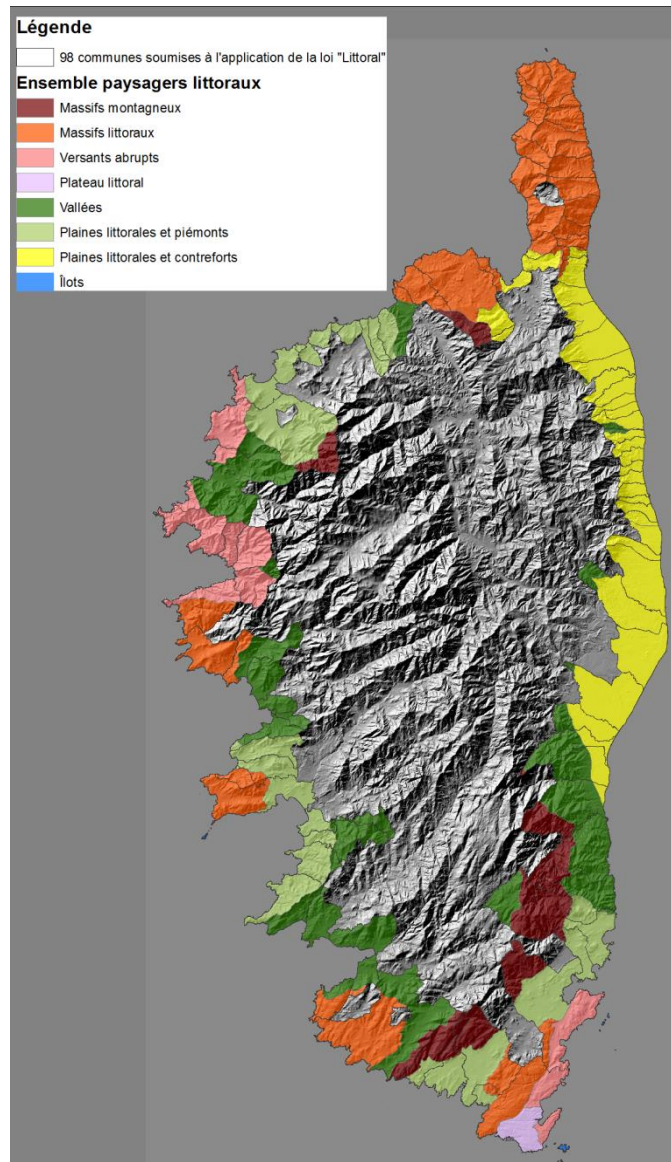 Légende
98 communes soumises à l'application de la loi "Littoral"
Ensemble paysagers littoraux
Massifs montagneux
Massifs littoraux
Versants abrupts
Plateau littoral
Vallées
Plaines littorales et piémonts
Plaines littorales et contreforts
Îlots